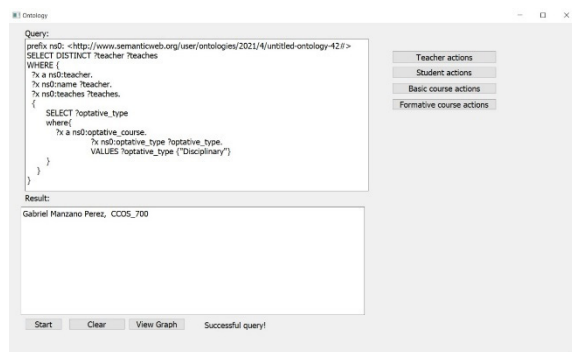 Ontology
Query:
prefix ns0: <http://www.semanticweb.org/user/ontologies/2021/4/untitled-ontology-42#>
SELECT DISTINCT ?teacher ?teaches
WHERE {
?x a ns0:teacher.
?x ns0:name ?teacher.
?x ns0:teaches ?teaches.
{
SELECT ?optative_type
where{
?x a ns0:optative_course.
?x ns0:optative_type ?optative_type.
VALUES ?optative_type {"Disciplinary"}
}
}
}
Teacher actions
Student actions
Basic course actions
Formative course actions
Result:
Gabriel Manzano Perez, CCOS_700
Start Clear View Graph Successful query!